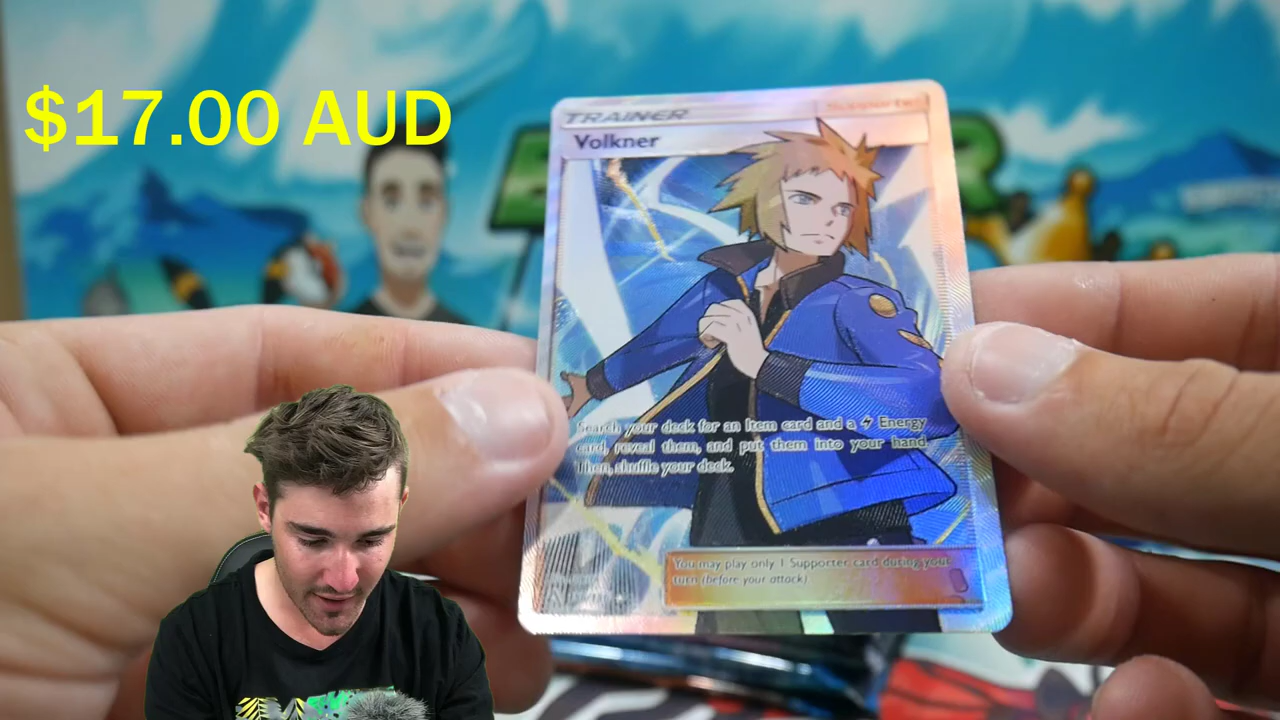 $17.00 AUD
TRAINER
Supporter
Volkner
Search your deck for an Item card and a Energy
card, reveal them, and put them into your hand.
Then, shuffle your deck.
You may play only 1 Supporter card during your
turn (before your attack).